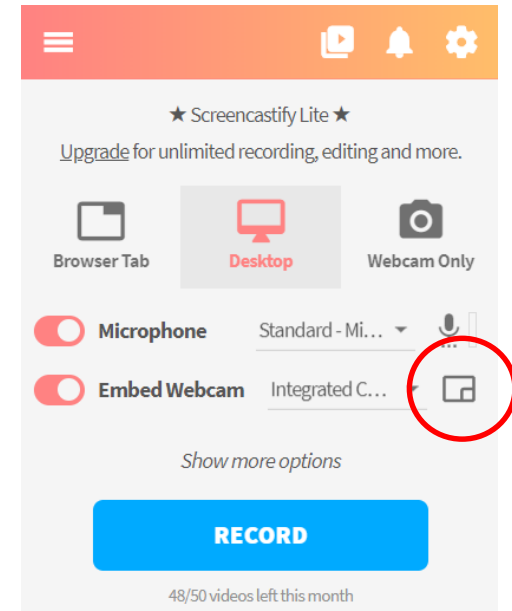 ★ Screencastify Lite ★
Upgrade for unlimited recording, editing and more.
Browser Tab
Desktop
Webcam Only
Microphone
Standard - Mi...
Embed Webcam
Integrated C...
Show more options
RECORD
48/50 videos left this month